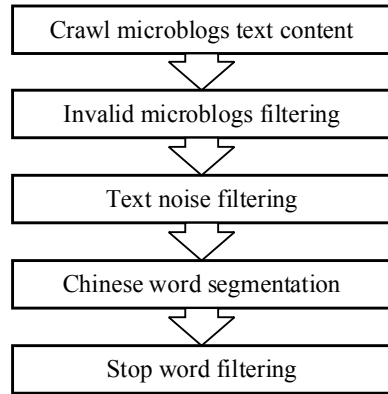 Crawl microblogs text content
Invalid microblogs filtering
Text noise filtering
Chinese word segmentation
Stop word filtering